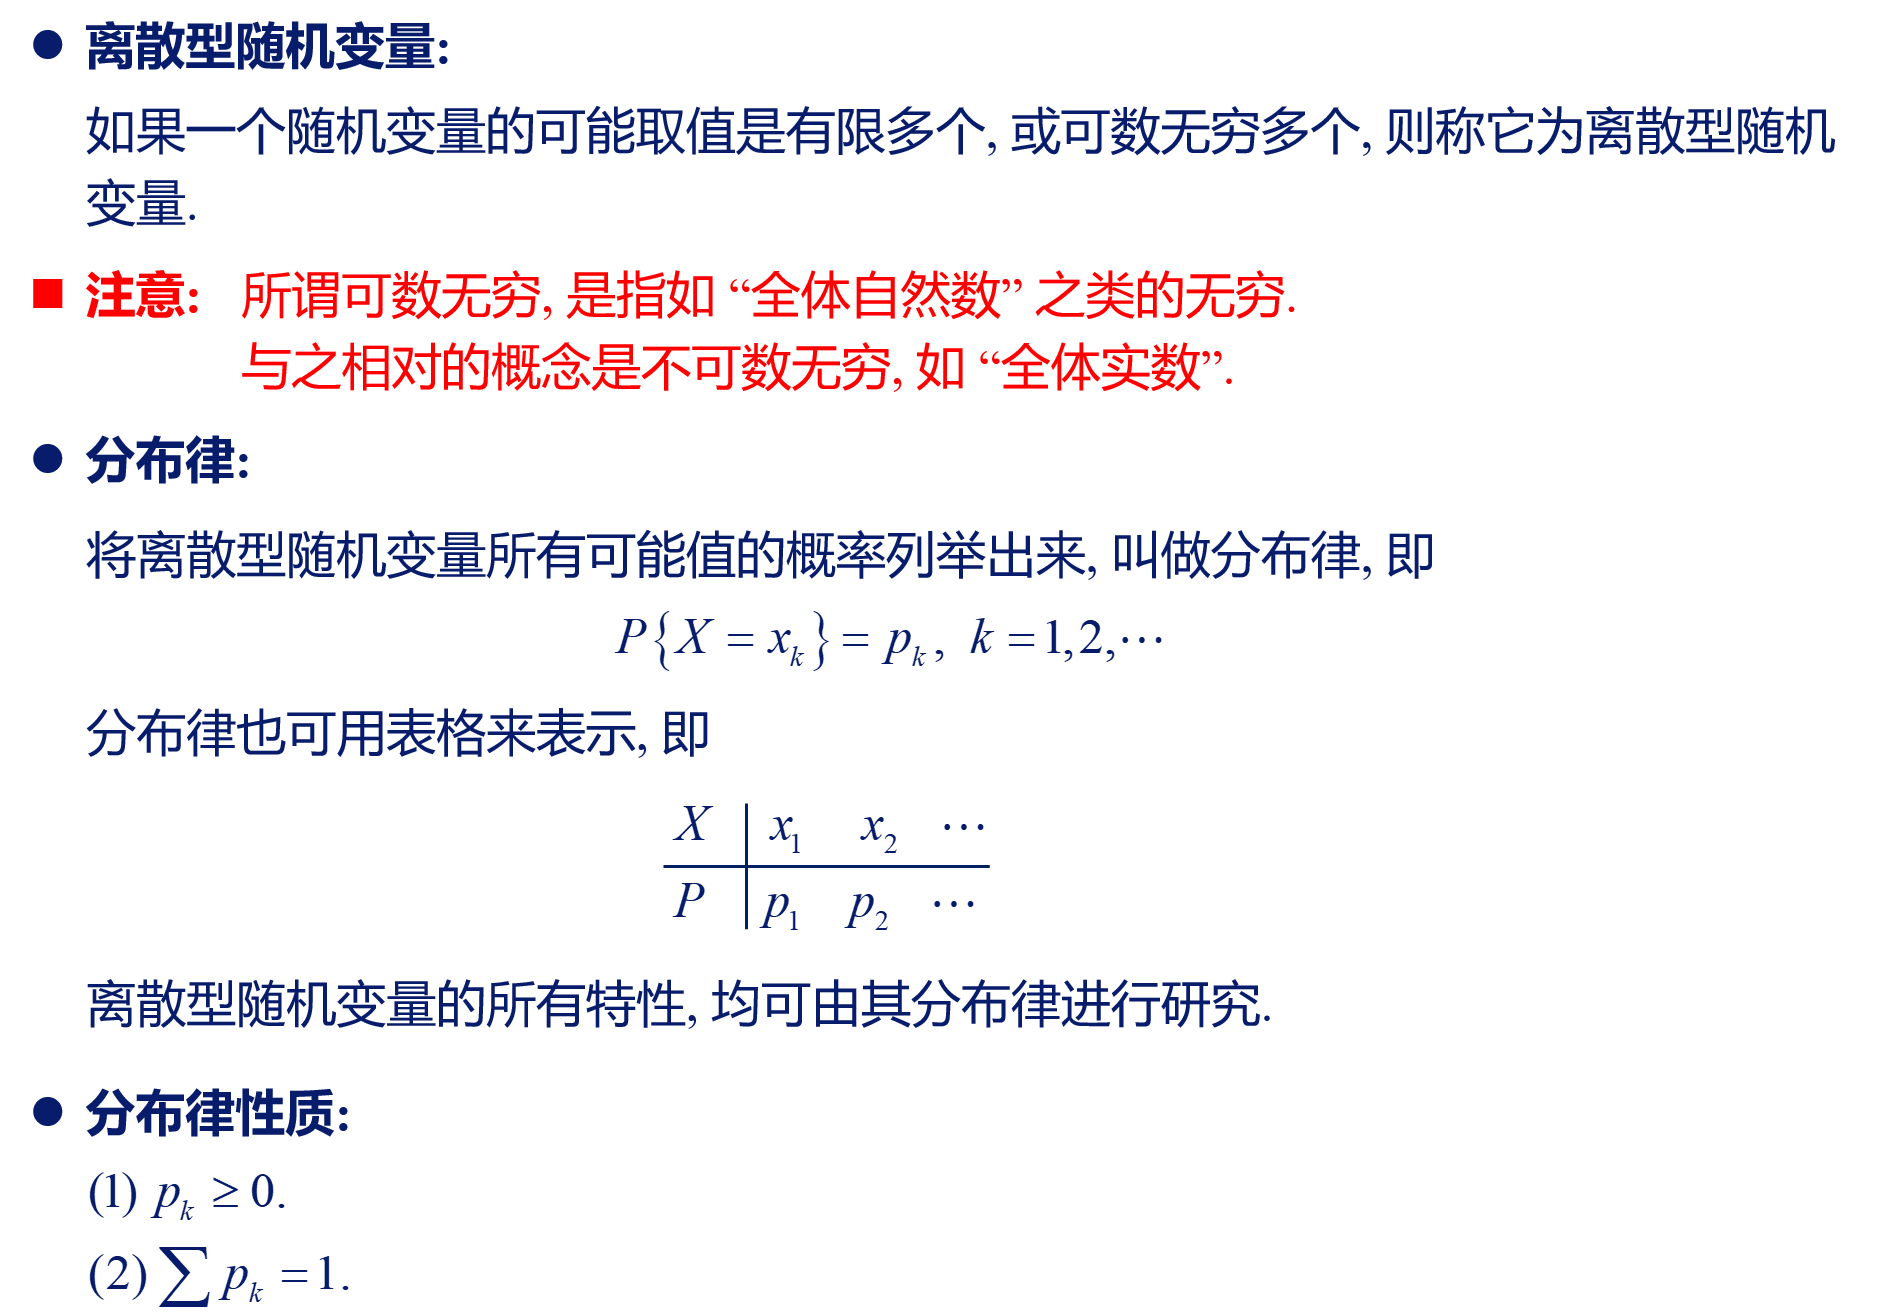 ● 离散型随机变量:
如果一个随机变量的可能取值是有限多个, 或可数无穷多个, 则称它为离散型随机
变量.
■ 注意: 所谓可数无穷, 是指如 “全体自然数” 之类的无穷.
与之相对的概念是不可数无穷, 如 “全体实数”.
● 分布律:
将离散型随机变量所有可能值的概率列举出来, 叫做分布律, 即
P{X = x_k} = p_k, k = 1,2,⋯
分布律也可用表格来表示, 即
X | x_1 x_2 ⋯
P | p_1 p_2 ⋯
离散型随机变量的所有特性, 均可由其分布律进行研究.
● 分布律性质:
(1) p_k ≥ 0.
(2) ∑ p_k = 1.